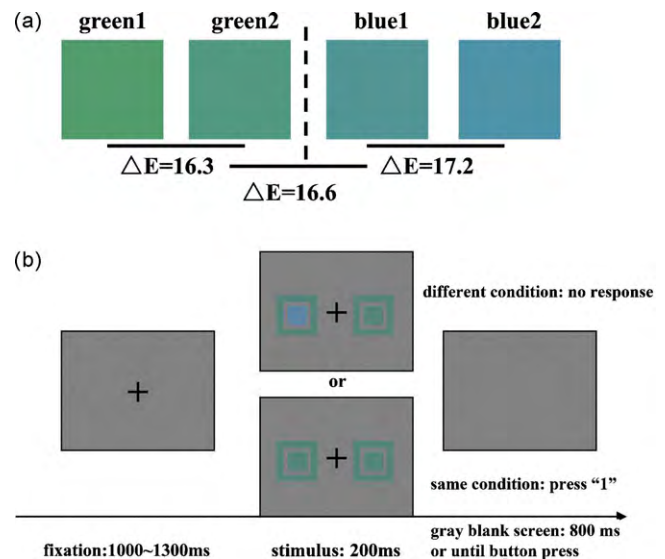 (a)
green1 green2 blue1 blue2
△E=16.3 △E=17.2
△E=16.6
(b)
different condition: no response
or
same condition: press “1”
fixation:1000~1300ms stimulus: 200ms gray blank screen: 800 ms
or until button press